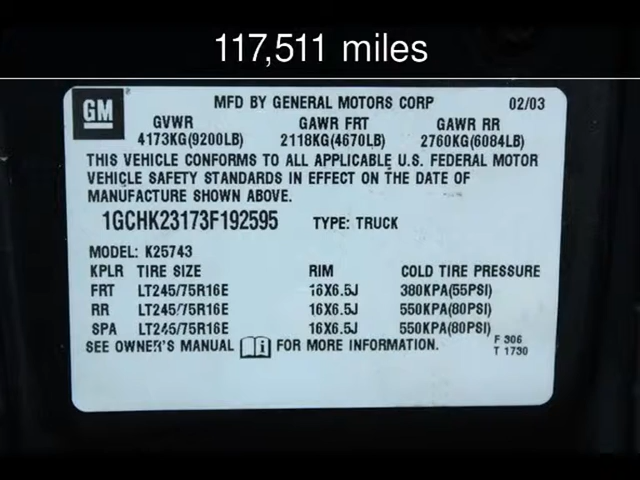 117,511 miles
GM
MFD BY GENERAL MOTORS CORP 02/03
GVWR GAWR FRT GAWR RR
4173KG(9200LB) 2118KG(4670LB) 2760KG(6084LB)
THIS VEHICLE CONFORMS TO ALL APPLICABLE U.S. FEDERAL MOTOR
VEHICLE SAFETY STANDARDS IN EFFECT ON THE DATE OF
MANUFACTURE SHOWN ABOVE.
1GCHK23173F192595 TYPE: TRUCK
MODEL: K25743
KPLR TIRE SIZE RIM COLD TIRE PRESSURE
FRT LT245/75R16E 16X6.5J 380KPA(55PSI)
RR LT245/75R16E 16X6.5J 550KPA(80PSI)
SPA LT245/75R16E 16X6.5J 550KPA(80PSI)
SEE OWNER'S MANUAL i FOR MORE INFORMATION.
F 306
T 1730